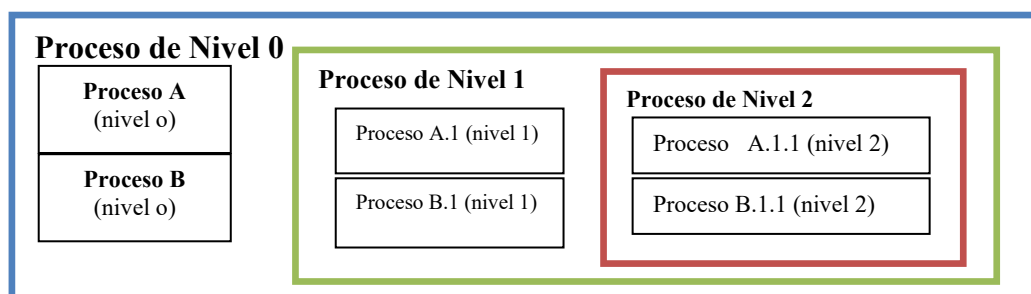 Proceso de Nivel 0
Proceso A
(nivel o)
Proceso B
(nivel o)
Proceso de Nivel 1
Proceso A.1 (nivel 1)
Proceso B.1 (nivel 1)
Proceso de Nivel 2
Proceso A.1.1 (nivel 2)
Proceso B.1.1 (nivel 2)